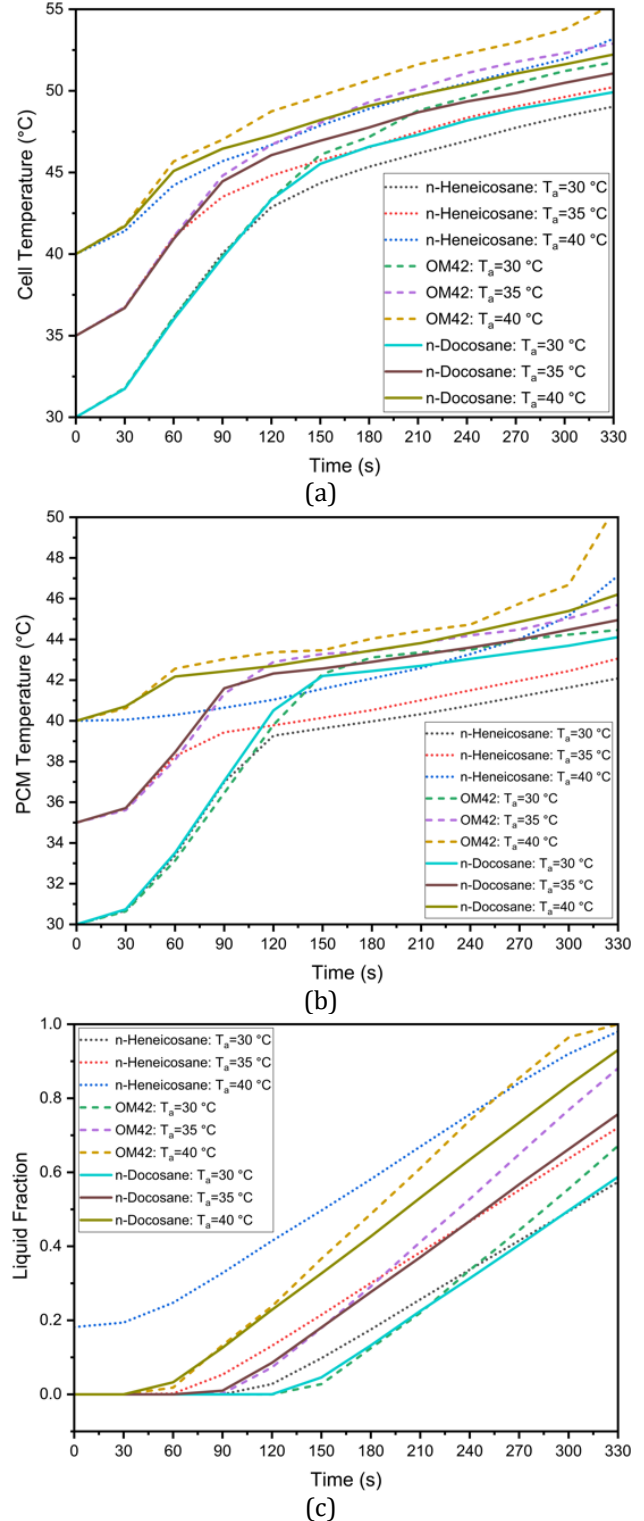 55
50
45
40
35
30
Cell Temperature (°C)
n-Heneicosane: Tₐ=30 °C
n-Heneicosane: Tₐ=35 °C
n-Heneicosane: Tₐ=40 °C
OM42: Tₐ=30 °C
OM42: Tₐ=35 °C
OM42: Tₐ=40 °C
n-Docosane: Tₐ=30 °C
n-Docosane: Tₐ=35 °C
n-Docosane: Tₐ=40 °C
0 30 60 90 120 150 180 210 240 270 300 330
Time (s)
(a)
50
48
46
44
42
40
38
36
34
32
30
PCM Temperature (°C)
n-Heneicosane: Tₐ=30 °C
n-Heneicosane: Tₐ=35 °C
n-Heneicosane: Tₐ=40 °C
OM42: Tₐ=30 °C
OM42: Tₐ=35 °C
OM42: Tₐ=40 °C
n-Docosane: Tₐ=30 °C
n-Docosane: Tₐ=35 °C
n-Docosane: Tₐ=40 °C
0 30 60 90 120 150 180 210 240 270 300 330
Time (s)
(b)
1.0
0.8
0.6
0.4
0.2
0.0
Liquid Fraction
n-Heneicosane: Tₐ=30 °C
n-Heneicosane: Tₐ=35 °C
n-Heneicosane: Tₐ=40 °C
OM42: Tₐ=30 °C
OM42: Tₐ=35 °C
OM42: Tₐ=40 °C
n-Docosane: Tₐ=30 °C
n-Docosane: Tₐ=35 °C
n-Docosane: Tₐ=40 °C
0 30 60 90 120 150 180 210 240 270 300 330
Time (s)
(c)